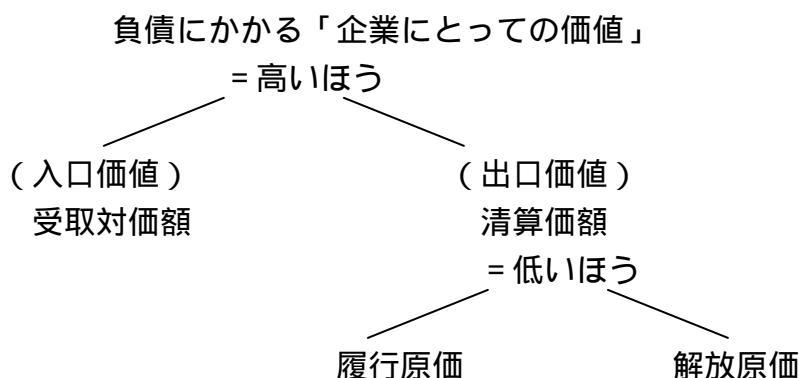 負債にかかる「企業にとっての価値」
=高いほう
(入口価値) (出口価値)
受取対価額 清算価額
=低いほう
履行原価 解放原価